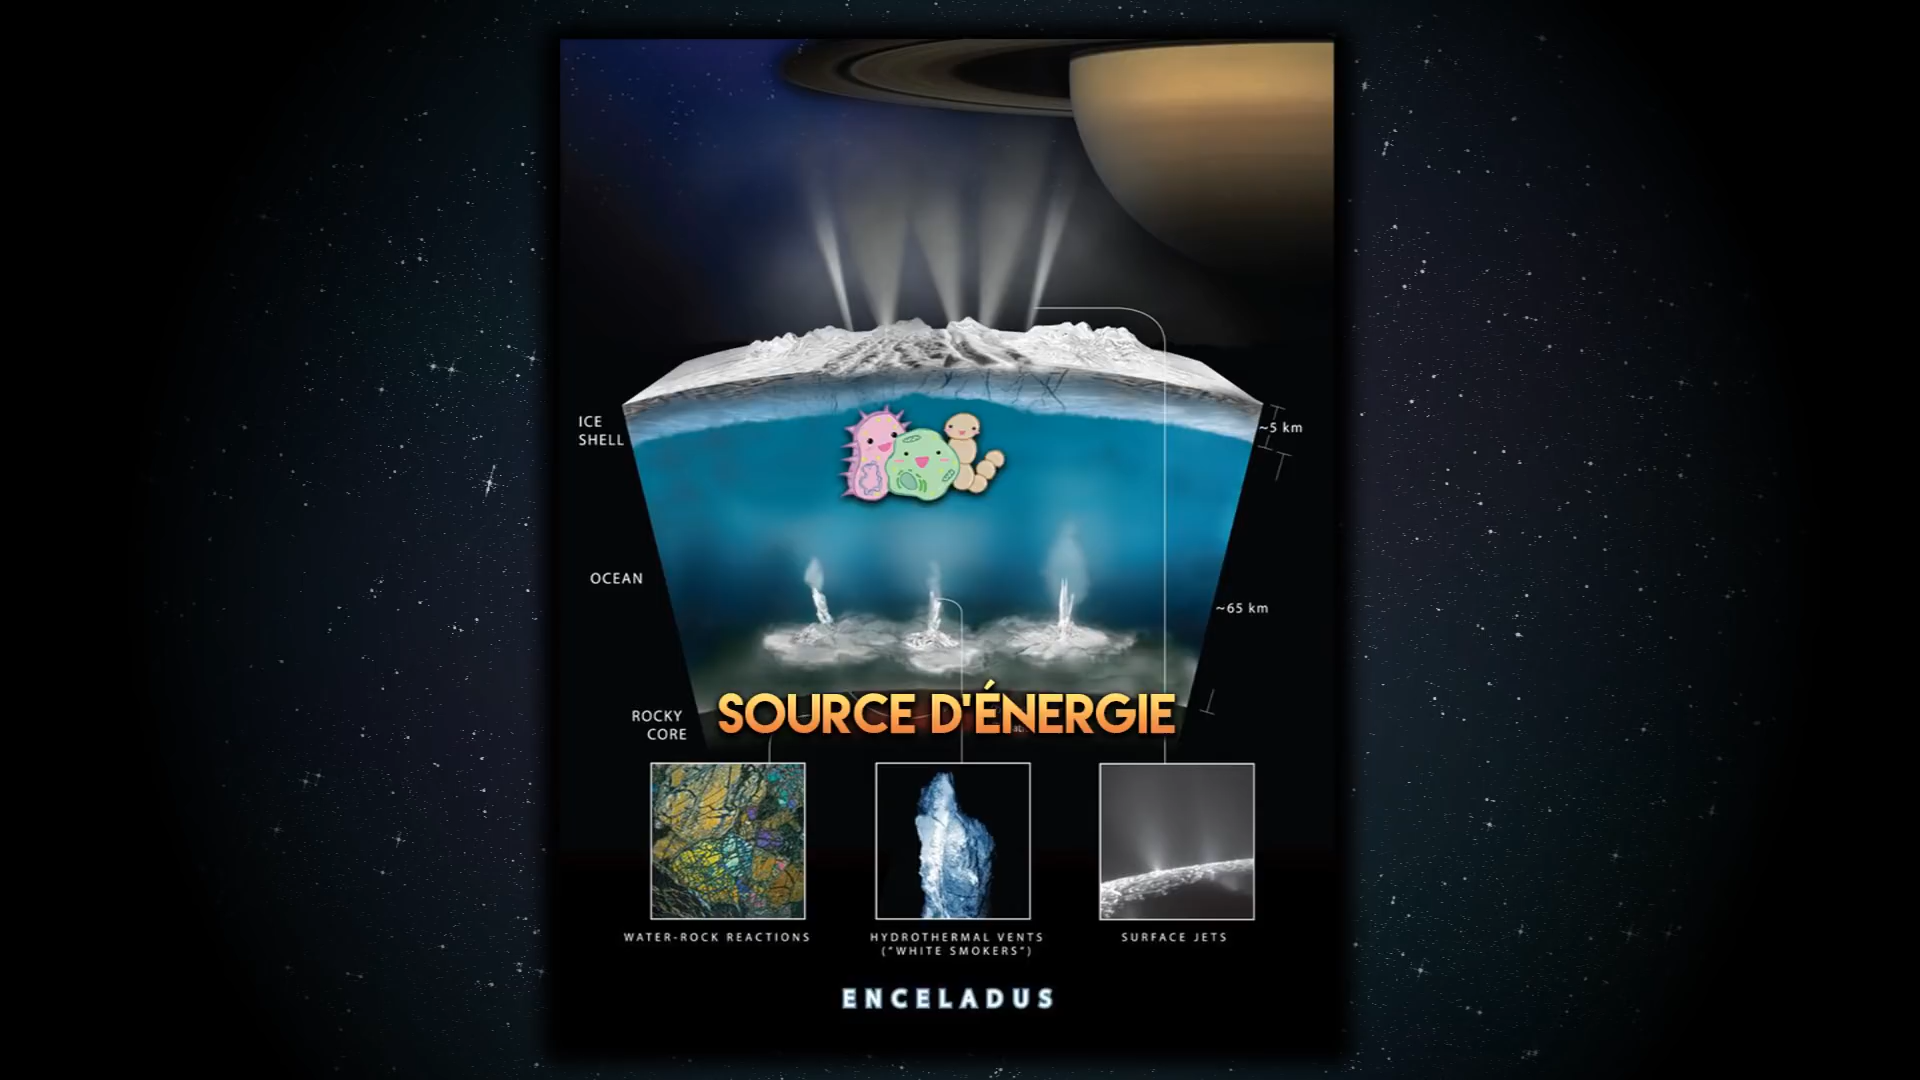 ICE
SHELL
~5 km
OCEAN
~65 km
ROCKY
CORE
SOURCE D'ÉNERGIE
WATER-ROCK REACTIONS
HYDROTHERMAL VENTS
("WHITE SMOKERS")
SURFACE JETS
ENCELADUS